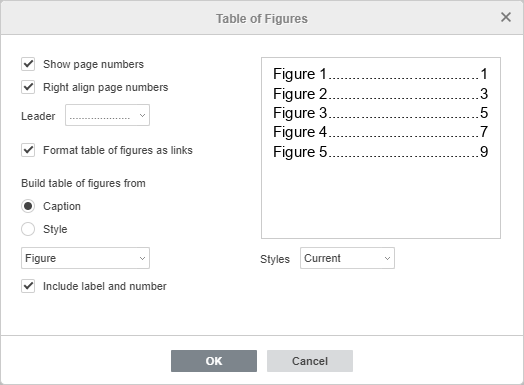 Table of Figures
Show page numbers
Right align page numbers
Leader ....................
Format table of figures as links
Build table of figures from
Caption
Style
Figure
Include label and number
Figure 1....................................1
Figure 2....................................3
Figure 3....................................5
Figure 4....................................7
Figure 5....................................9
Styles Current
OK Cancel